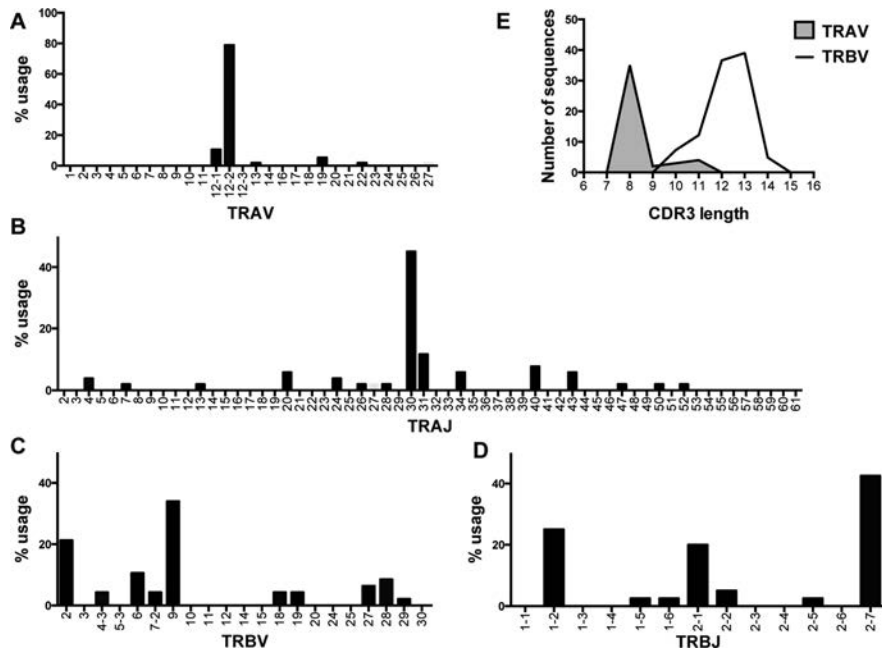 A
100
80
60
40
20
0
% usage
1 2 3 4 5 6 7 8 9 10 11 12-1 12-2 12-3 13 14 16 17 18 19 20 21 22 23 24 25 26 27
TRAV
E
50
40
30
20
10
0
Number of sequences
6 7 8 9 10 11 12 13 14 15 16
CDR3 length
TRAV
TRBV
B
40
20
0
% usage
2 3 4 5 6 7 8 9 10 11 12 13 14 15 16 17 18 19 20 21 22 23 24 25 26 27 28 29 30 31 32 33 34 35 36 37 38 39 40 41 42 43 44 45 46 47 48 49 50 51 52 53 54 55 56 57 58 59 60 61
TRAJ
C
40
20
0
% usage
2 3 4-3 5-3 6 7-2 9 10 11 12 13 14 18 19 20 24 25 27 28 29 30
TRBV
D
40
20
0
% usage
1-1 1-2 1-3 1-4 1-5 1-6 2-1 2-2 2-3 2-4 2-5 2-6 2-7
TRBJ